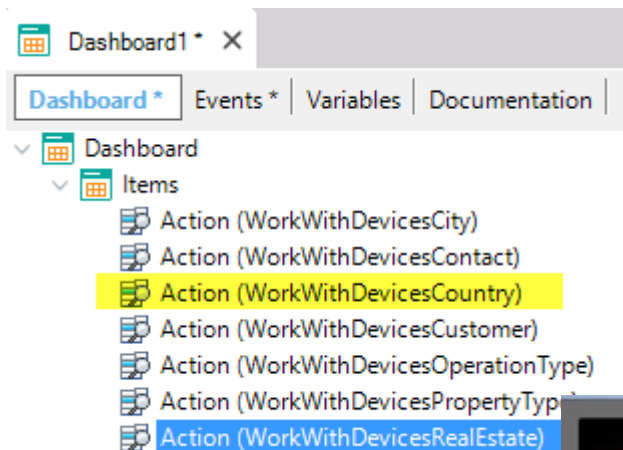 Dashboard1 *
Dashboard * Events * Variables Documentation
Dashboard
Items
Action (WorkWithDevicesCity)
Action (WorkWithDevicesContact)
Action (WorkWithDevicesCountry)
Action (WorkWithDevicesCustomer)
Action (WorkWithDevicesOperationType)
Action (WorkWithDevicesPropertyType
Action (WorkWithDevicesRealEstate)